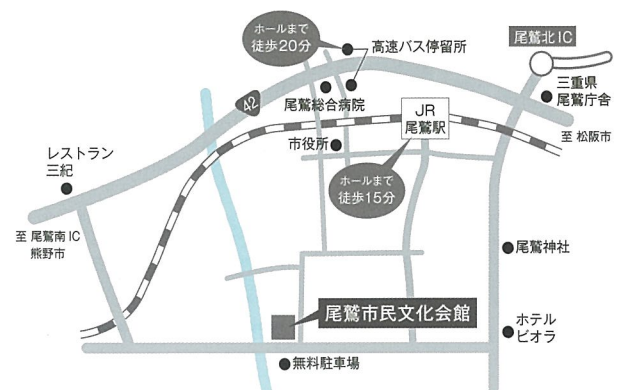 ホールまで
徒歩20分
高速バス停留所
尾鷲北IC
42
尾鷲総合病院
三重県
尾鷲庁舎
JR
尾鷲駅
至 松阪市
市役所
レストラン
三紀
ホールまで
徒歩15分
至 尾鷲南IC
熊野市
尾鷲神社
尾鷲市民文化会館
ホテル
ビオラ
無料駐車場